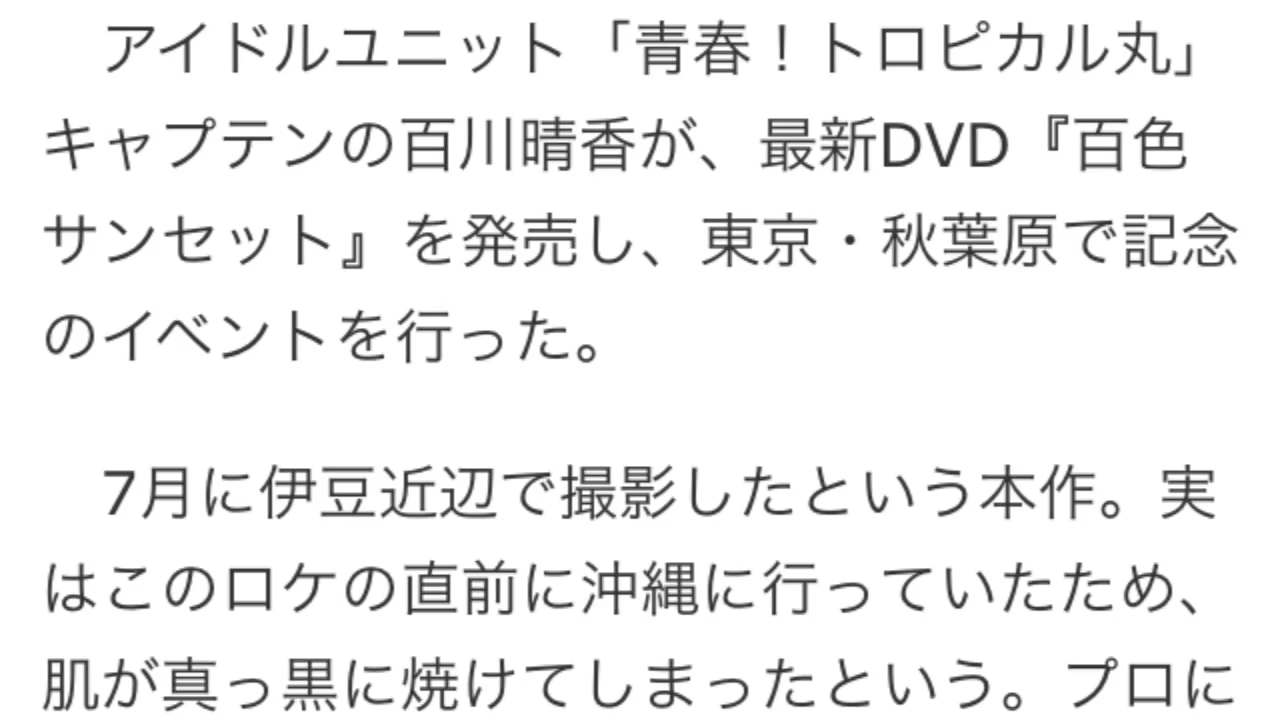 アイドルユニット「青春！トロピカル丸」
キャプテンの百川晴香が、最新DVD『百色
サンセット』を発売し、東京・秋葉原で記念
のイベントを行った。
7月に伊豆近辺で撮影したという本作。実
はこのロケの直前に沖縄に行っていたため、
肌が真っ黒に焼けてしまったという。プロに